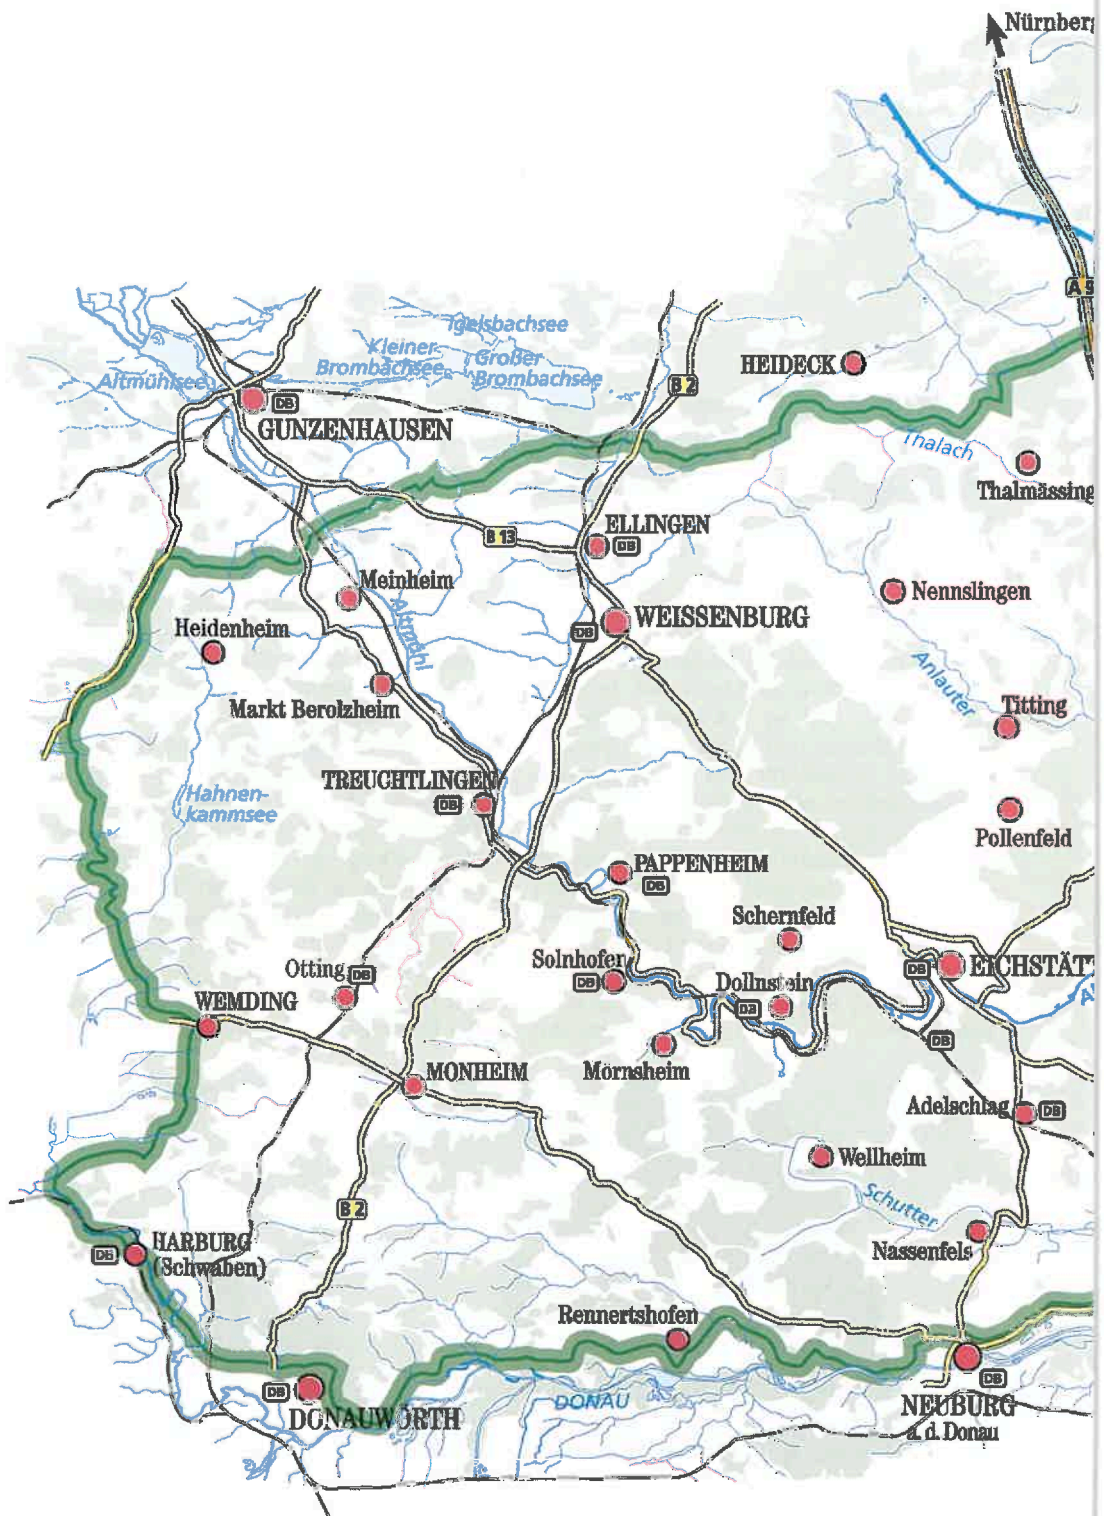 Nürnberg
A 9
Igelsbachsee
Kleiner
Brombachsee
Großer
Brombachsee
Altmühlsee
HEIDECK
B 2
DB
GUNZENHAUSEN
Thalach
Thalmässing
ELLINGEN
DB
B 13
Meinheim
Altmühl
Nennslingen
WEISSENBURG
DB
Heidenheim
Anlauter
Markt Berolzheim
Titting
TREUCHTLINGEN
DB
Hahnen-
kammsee
Pollenfeld
PAPPENHEIM
DB
Schernfeld
Solnhofen
DB
Otting
DB
Dollnstein
DB
DB
EICHSTÄTT
WEMDING
DB
Mörnsheim
MONHEIM
Adelschlag
DB
Wellheim
Schutter
B 2
Nassenfels
DB
HARBURG
(Schwaben)
Rennertshofen
DB
DONAUWÖRTH
DONAU
DB
NEUBURG
a. d. Donau